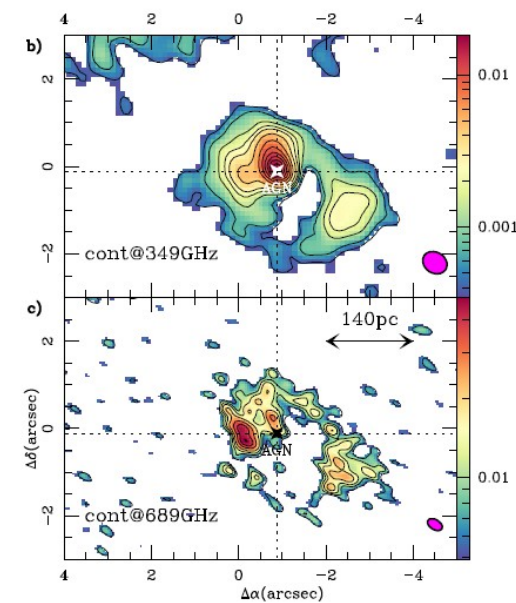 4 2 0 −2 −4
b)
2
0.01
0
AGN
0.001
−2
cont@349GHz
c)
140pc
2
Δδ(arcsec)
0
AGN
0.01
cont@689GHz
−2
4 2 0 −2 −4
Δα(arcsec)